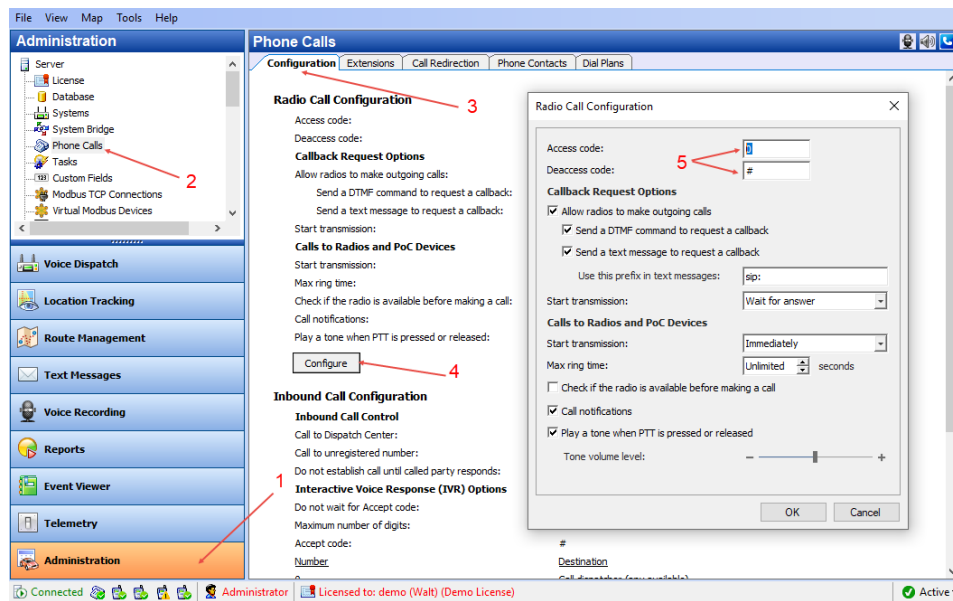 File View Map Tools Help
Administration
Server
License
Database
Systems
System Bridge
Phone Calls
Tasks
Custom Fields
Modbus TCP Connections
Virtual Modbus Devices
2
Voice Dispatch
Location Tracking
Route Management
Text Messages
Voice Recording
Reports
Event Viewer
Telemetry
Administration
1
Phone Calls
Configuration Extensions Call Redirection Phone Contacts Dial Plans
3
Radio Call Configuration
Access code:
Deaccess code:
Callback Request Options
Allow radios to make outgoing calls:
Send a DTMF command to request a callback:
Send a text message to request a callback:
Start transmission:
Calls to Radios and PoC Devices
Start transmission:
Max ring time:
Check if the radio is available before making a call:
Call notifications:
Play a tone when PTT is pressed or released:
Configure
4
Inbound Call Configuration
Inbound Call Control
Call to Dispatch Center:
Call to unregistered number:
Do not establish call until called party responds:
Interactive Voice Response (IVR) Options
Do not wait for Accept code:
Maximum number of digits:
Accept code: #
Number Destination
Radio Call Configuration
Access code:
5
Deaccess code: #
Callback Request Options
Allow radios to make outgoing calls
Send a DTMF command to request a callback
Send a text message to request a callback
Use this prefix in text messages: sip:
Start transmission: Wait for answer
Calls to Radios and PoC Devices
Start transmission: Immediately
Max ring time: Unlimited seconds
Check if the radio is available before making a call
Call notifications
Play a tone when PTT is pressed or released
Tone volume level: − +
OK Cancel
Connected Administrator Licensed to: demo (Walt) (Demo License) Active